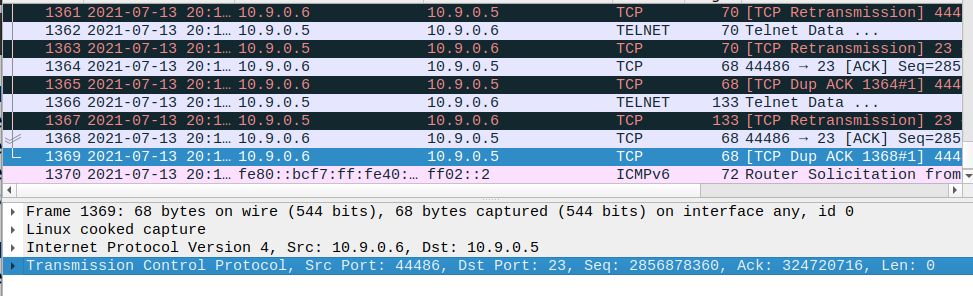 1361 2021-07-13 20:1… 10.9.0.6 10.9.0.5 TCP 70 [TCP Retransmission] 444
1362 2021-07-13 20:1… 10.9.0.5 10.9.0.6 TELNET 70 Telnet Data ...
1363 2021-07-13 20:1… 10.9.0.5 10.9.0.6 TCP 70 [TCP Retransmission] 23
1364 2021-07-13 20:1… 10.9.0.6 10.9.0.5 TCP 68 44486 → 23 [ACK] Seq=285
1365 2021-07-13 20:1… 10.9.0.6 10.9.0.5 TCP 68 [TCP Dup ACK 1364#1] 444
1366 2021-07-13 20:1… 10.9.0.5 10.9.0.6 TELNET 133 Telnet Data ...
1367 2021-07-13 20:1… 10.9.0.5 10.9.0.6 TCP 133 [TCP Retransmission] 23
1368 2021-07-13 20:1… 10.9.0.6 10.9.0.5 TCP 68 44486 → 23 [ACK] Seq=285
1369 2021-07-13 20:1… 10.9.0.6 10.9.0.5 TCP 68 [TCP Dup ACK 1368#1] 444
1370 2021-07-13 20:1… fe80::bcf7:ff:fe40:… ff02::2 ICMPv6 72 Router Solicitation from
Frame 1369: 68 bytes on wire (544 bits), 68 bytes captured (544 bits) on interface any, id 0
Linux cooked capture
Internet Protocol Version 4, Src: 10.9.0.6, Dst: 10.9.0.5
Transmission Control Protocol, Src Port: 44486, Dst Port: 23, Seq: 2856878360, Ack: 324720716, Len: 0